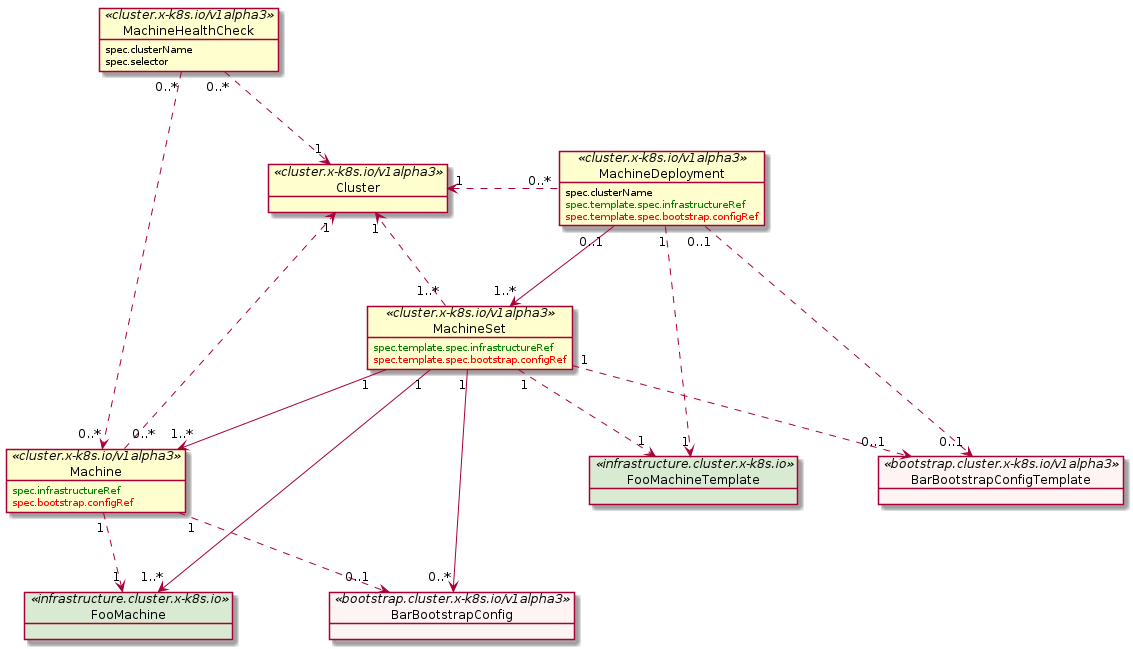 «cluster.x-k8s.io/v1alpha3»
MachineHealthCheck
spec.clusterName
spec.selector
0..*
0..*
1
«cluster.x-k8s.io/v1alpha3»
Cluster
1
0..*
«cluster.x-k8s.io/v1alpha3»
MachineDeployment
spec.clusterName
spec.template.spec.infrastructureRef
spec.template.spec.bootstrap.configRef
1
1
0..1
1
0..1
1..*
1..*
«cluster.x-k8s.io/v1alpha3»
MachineSet
spec.template.spec.infrastructureRef
spec.template.spec.bootstrap.configRef
1
1
1
1
1
0..*
0..*
1..*
1
1
0..1
0..1
«cluster.x-k8s.io/v1alpha3»
Machine
spec.infrastructureRef
spec.bootstrap.configRef
«infrastructure.cluster.x-k8s.io»
FooMachineTemplate
«bootstrap.cluster.x-k8s.io/v1alpha3»
BarBootstrapConfigTemplate
1
1
1
1..*
0..1
0..*
«infrastructure.cluster.x-k8s.io»
FooMachine
«bootstrap.cluster.x-k8s.io/v1alpha3»
BarBootstrapConfig